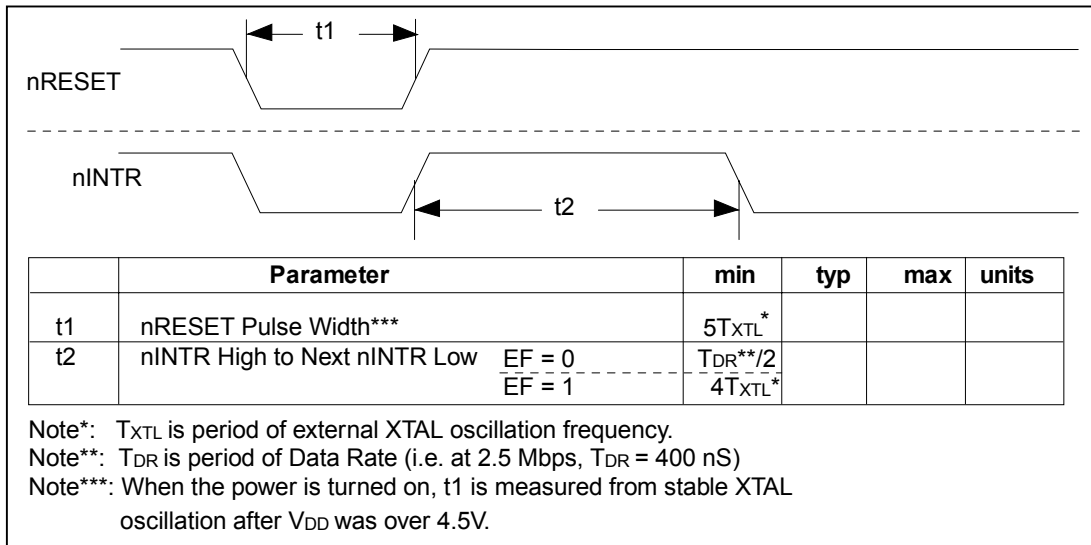 t1
nRESET
nINTR
t2
Parameter min typ max units
t1 nRESET Pulse Width*** 5TXTL*
t2 nINTR High to Next nINTR Low EF = 0 TDR**/2
EF = 1 4TXTL*
Note*: TXTL is period of external XTAL oscillation frequency.
Note**: TDR is period of Data Rate (i.e. at 2.5 Mbps, TDR = 400 nS)
Note***: When the power is turned on, t1 is measured from stable XTAL
oscillation after VDD was over 4.5V.